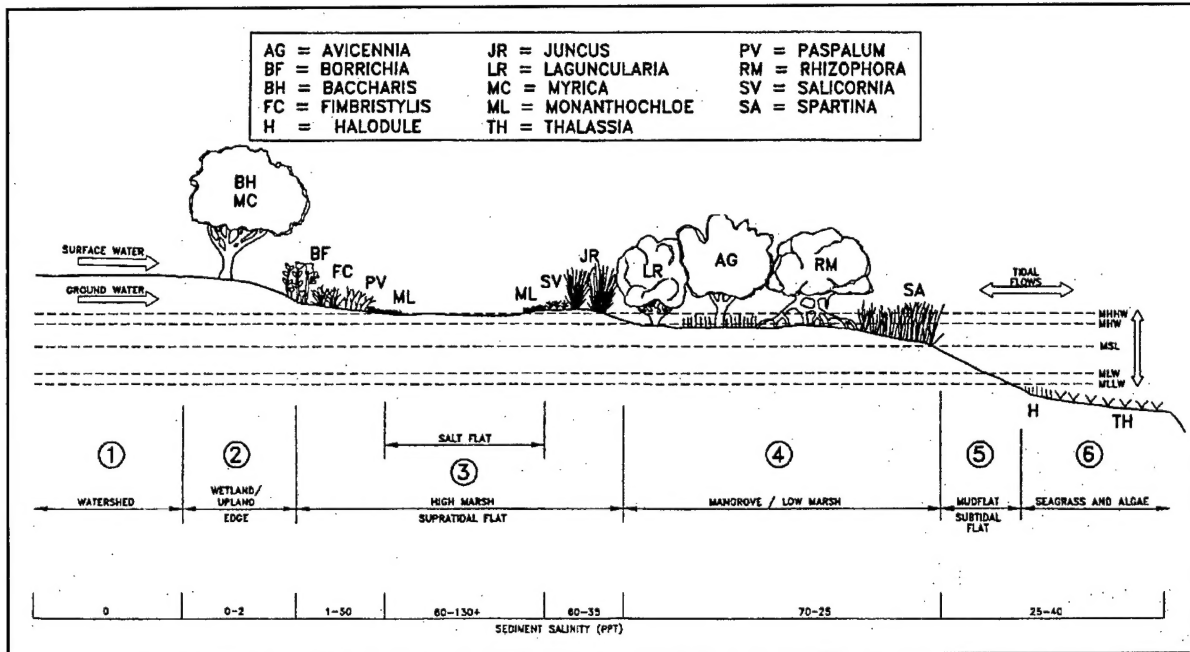 AG = AVICENNIA JR = JUNCUS PV = PASPALUM
BF = BORRICHIA LR = LAGUNCULARIA RM = RHIZOPHORA
BH = BACCHARIS MC = MYRICA SV = SALICORNIA
FC = FIMBRISTYLIS ML = MONANTHOCHLOE SA = SPARTINA
H = HALODULE TH = THALASSIA
BH
MC
SURFACE WATER
GROUND WATER
BF
FC
PV
ML
ML
SV
JR
LR
AG
RM
SA
TIDAL
FLOWS
MHHW
MHW
MSL
MLW
MLLW
H
TH
SALT FLAT
1 2 3 4 5 6
WATERSHED
WETLAND/
UPLAND
EDGE
HIGH MARSH
SUPRATIDAL FLAT
MANGROVE / LOW MARSH
MUDFLAT
SUBTIDAL
FLAT
SEAGRASS AND ALGAE
0 0-2 1-50 60-130+ 60-35 70-25 25-40
SEDIMENT SALINITY (PPT)